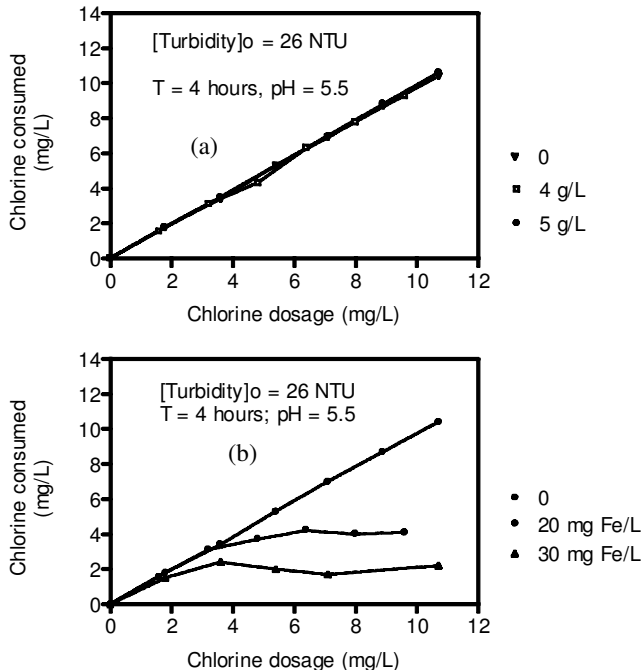 14
12
10
8
6
4
2
0
Chlorine consumed
(mg/L)
[Turbidity]o = 26 NTU
T = 4 hours, pH = 5.5
(a)
0 2 4 6 8 10 12
Chlorine dosage (mg/L)
0
4 g/L
5 g/L
14
12
10
8
6
4
2
0
Chlorine consumed
(mg/L)
[Turbidity]o = 26 NTU
T = 4 hours; pH = 5.5
(b)
0 2 4 6 8 10 12
Chlorine dosage (mg/L)
0
20 mg Fe/L
30 mg Fe/L